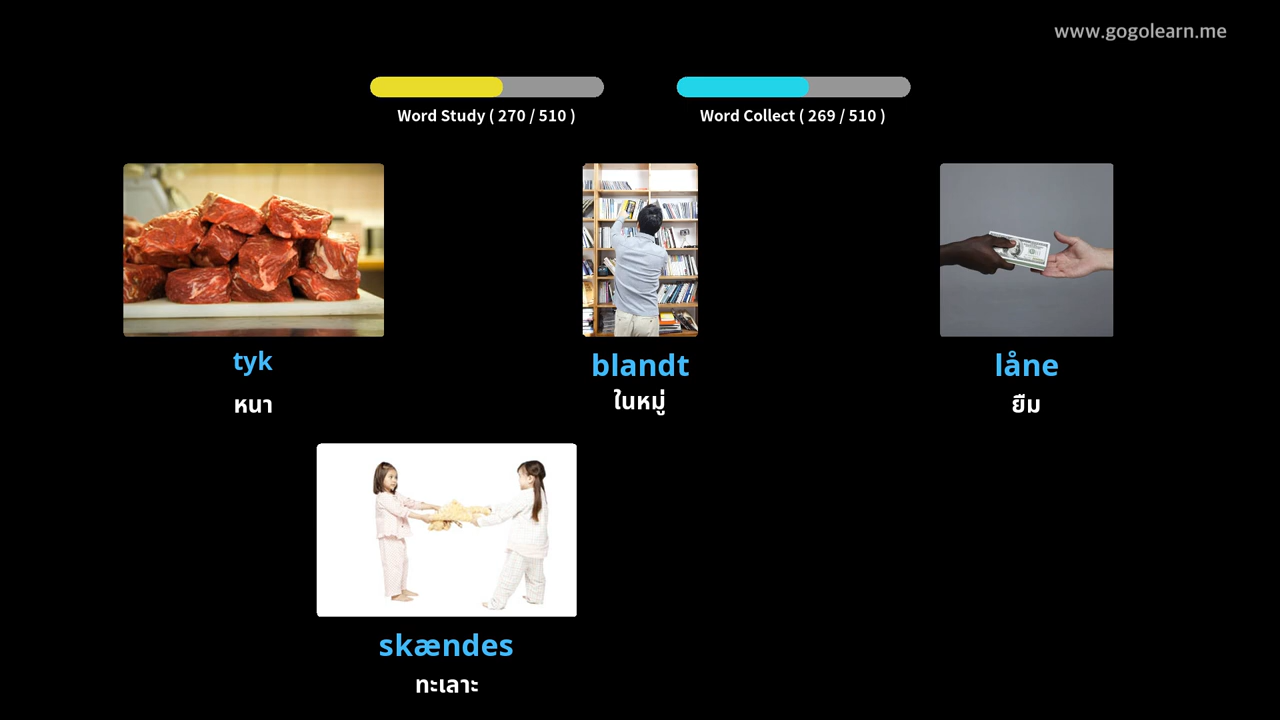 www.gogolearn.me
Word Study ( 270 / 510 )
Word Collect ( 269 / 510 )
tyk
หนา
blandt
ในหมู่
låne
ยืม
skændes
ทะเลาะ